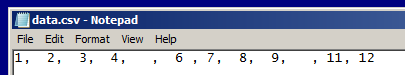 data.csv - Notepad
File Edit Format View Help
1,  2,  3,  4,   ,  6 , 7,  8,  9,   , 11, 12